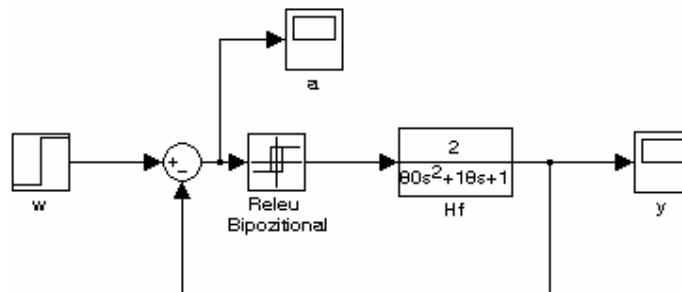 a
+
-
2
80s²+18s+1
w
Releu
Bipozitional
Hf
y